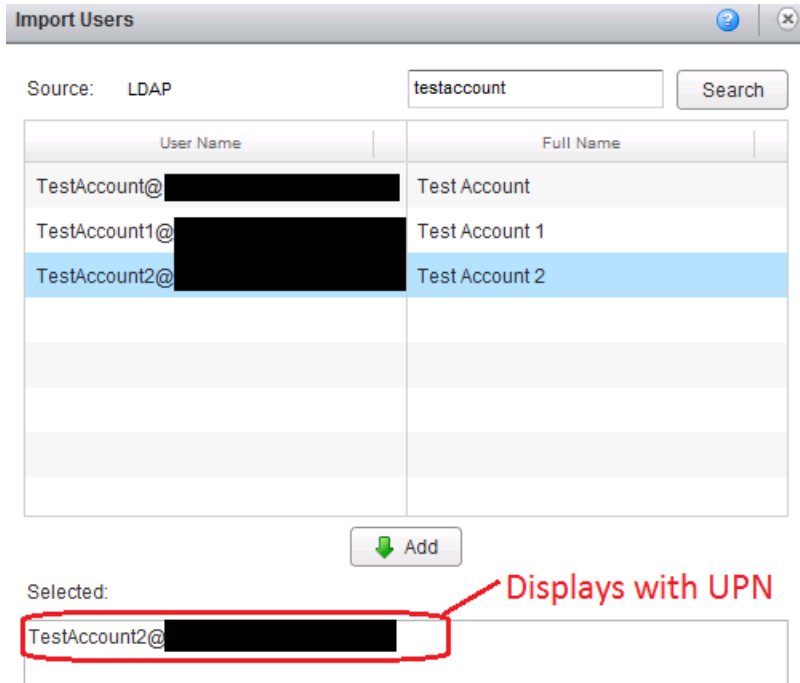 Import Users
Source: LDAP testaccount Search
User Name Full Name
TestAccount@ Test Account
TestAccount1@ Test Account 1
TestAccount2@ Test Account 2
Add
Displays with UPN
Selected:
TestAccount2@